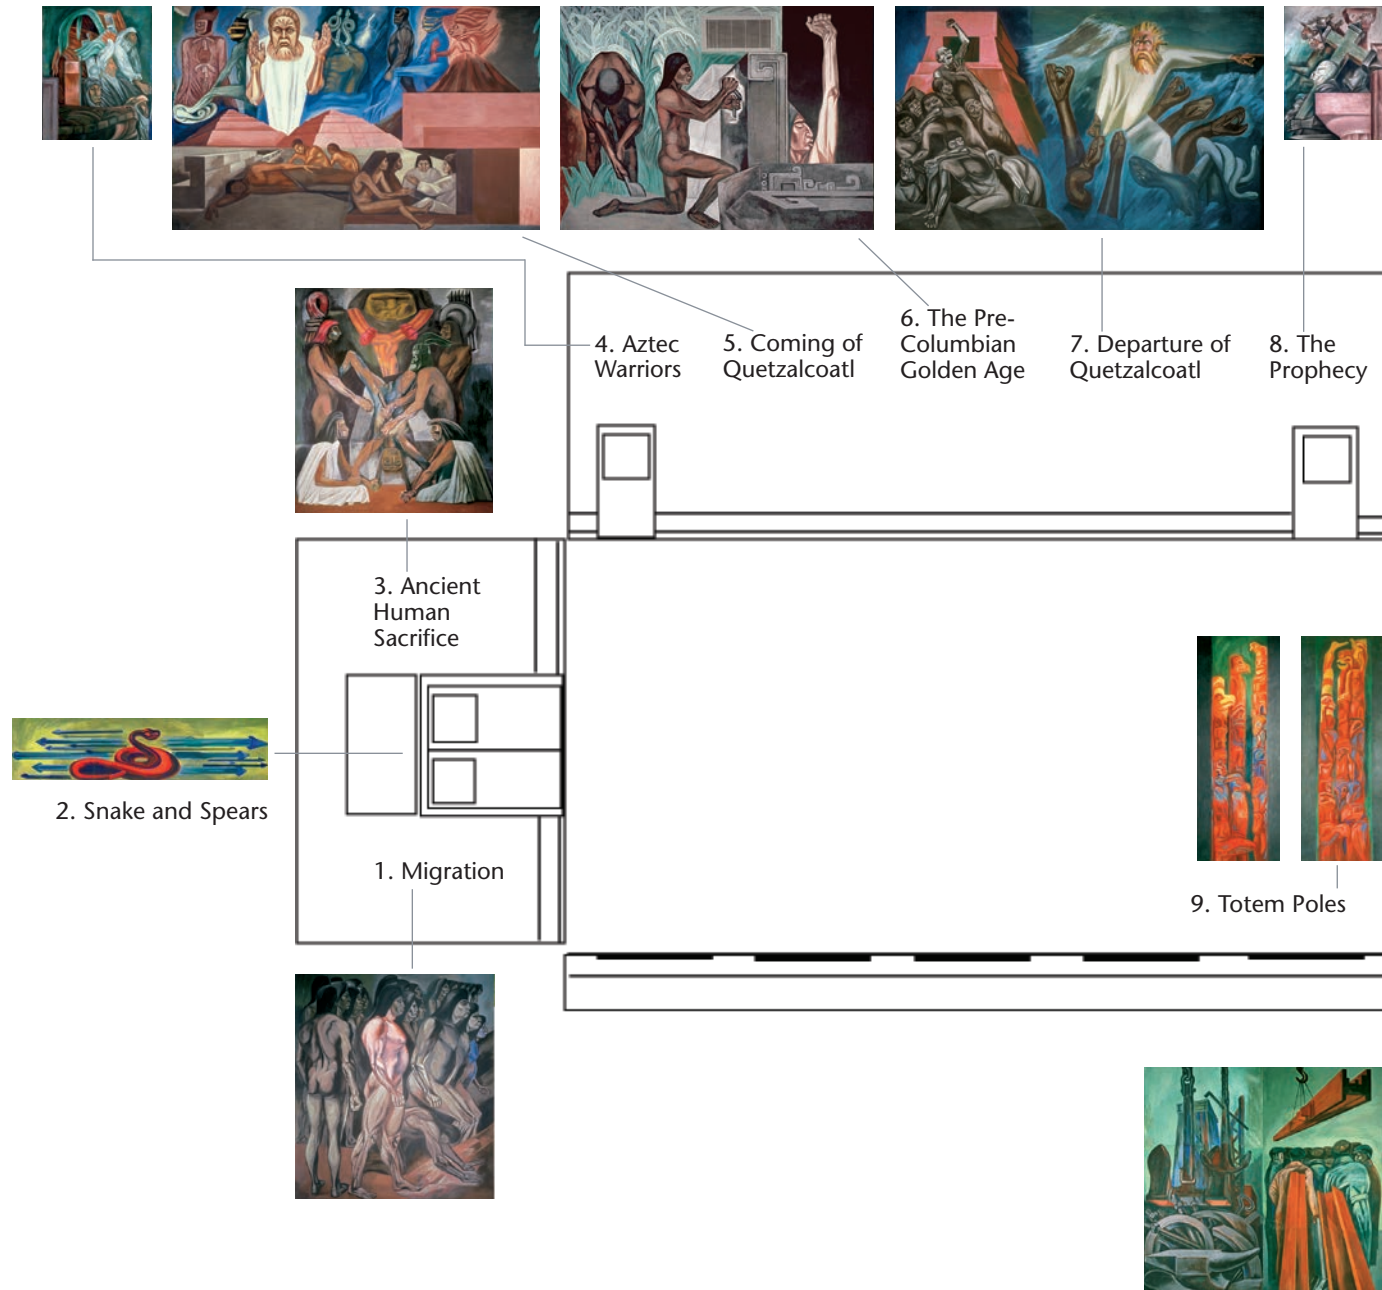 4. Aztec
Warriors
5. Coming of
Quetzalcoatl
6. The Pre-
Columbian
Golden Age
7. Departure of
Quetzalcoatl
8. The
Prophecy
3. Ancient
Human
Sacrifice
2. Snake and Spears
1. Migration
9. Totem Poles